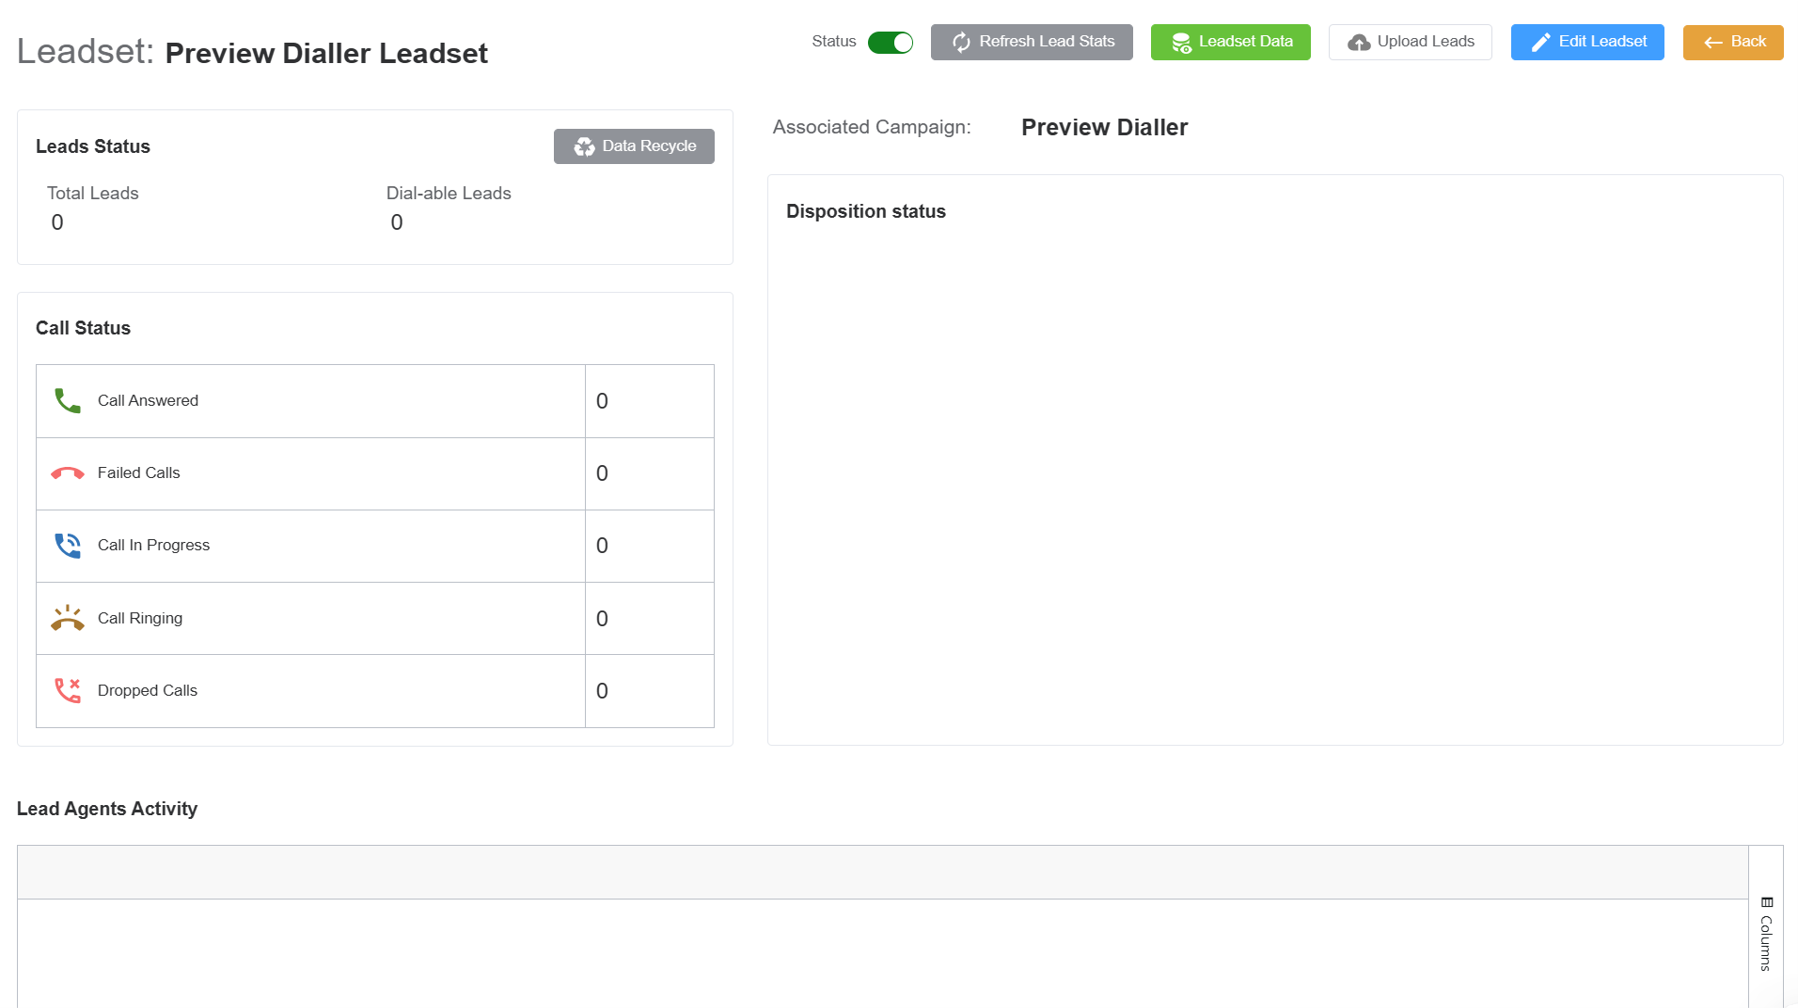 Leadset: Preview Dialler Leadset
Status
Refresh Lead Stats
Leadset Data
Upload Leads
Edit Leadset
Back
Leads Status
Data Recycle
Total Leads
0
Dial-able Leads
0
Associated Campaign: Preview Dialler
Disposition status
Call Status
Call Answered 0
Failed Calls 0
Call In Progress 0
Call Ringing 0
Dropped Calls 0
Lead Agents Activity
Columns